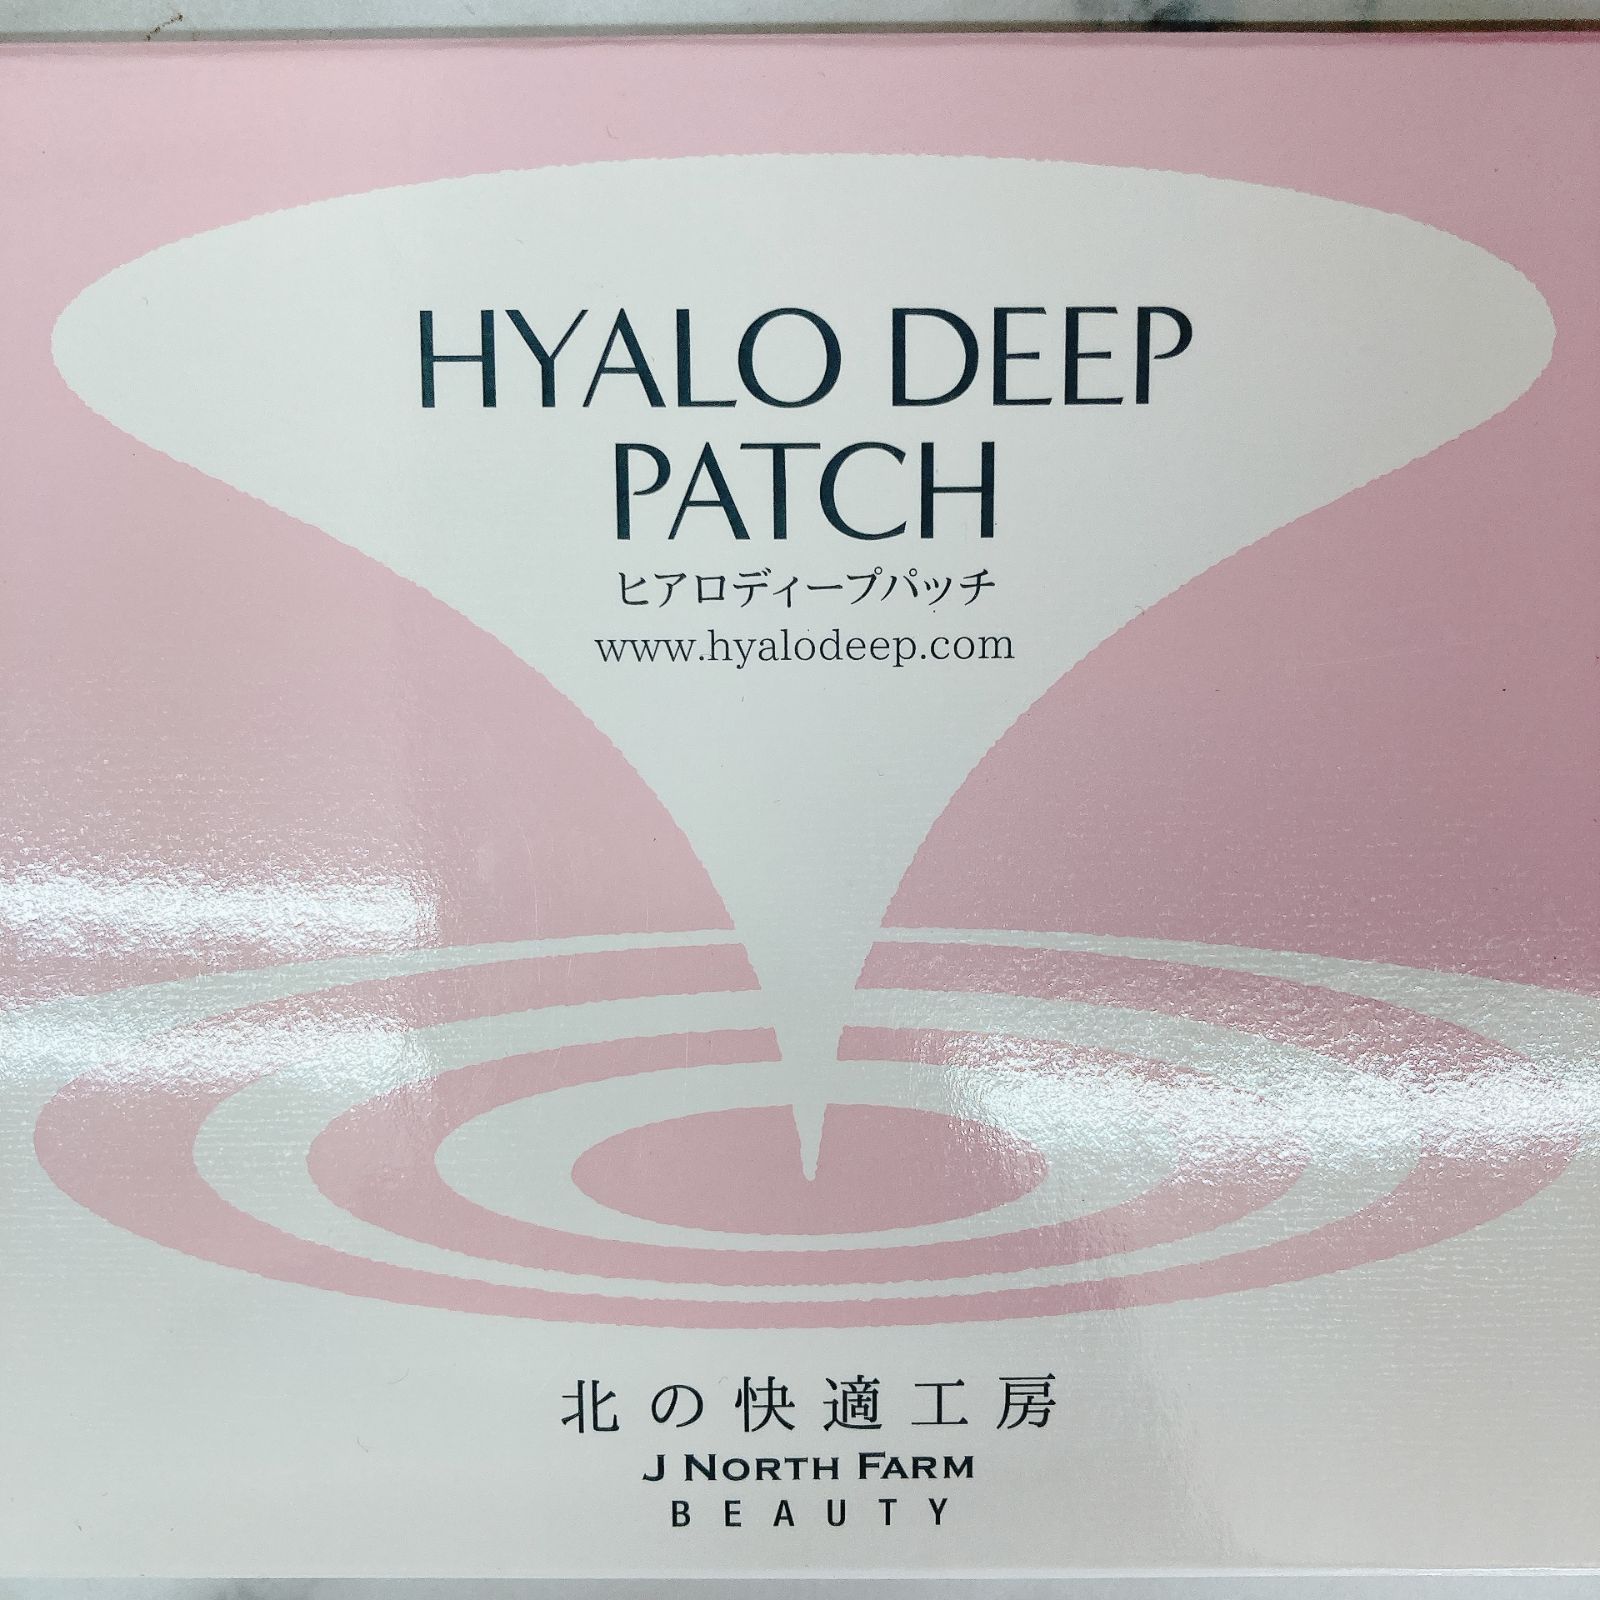 HYALO DEEP
PATCH
ヒアロディープパッチ
www.hyalodeep.com
北の快適工房
J NORTH FARM
BEAUTY